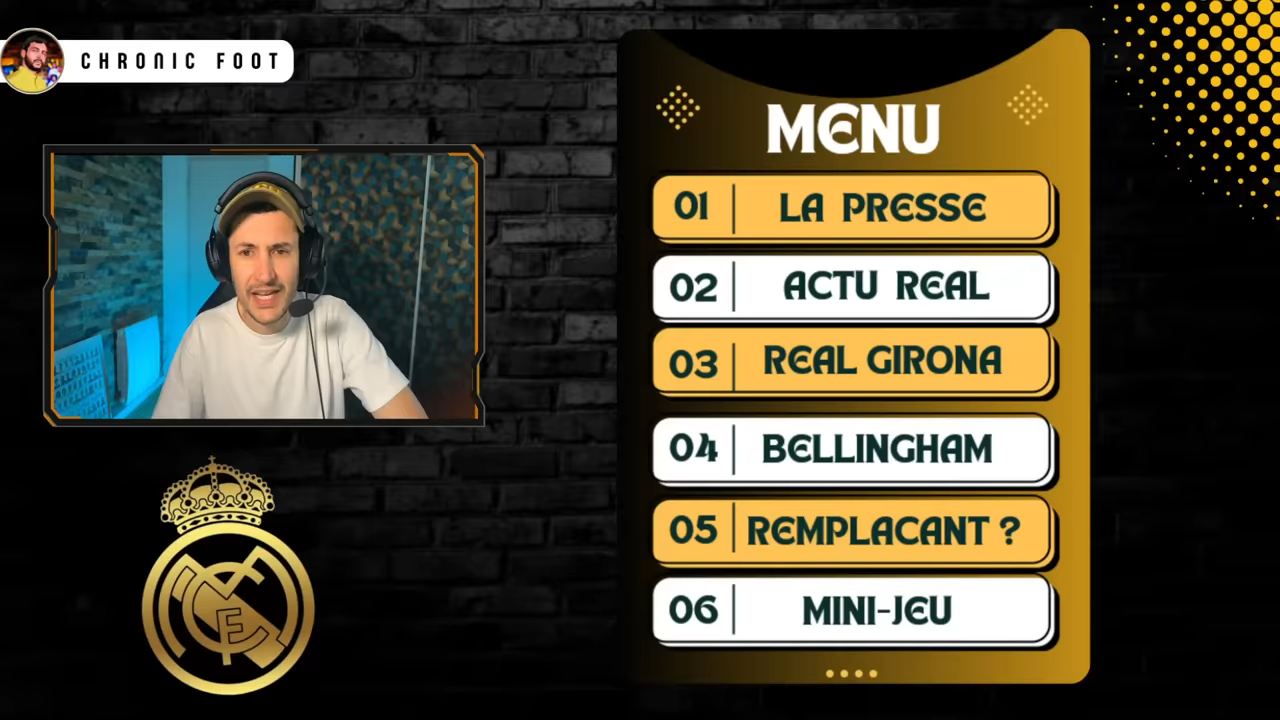 CHRONIC FOOT
MENU
01 LA PRESSE
02 ACTU REAL
03 REAL GIRONA
04 BELLINGHAM
05 REMPLACANT ?
06 MINI-JEU